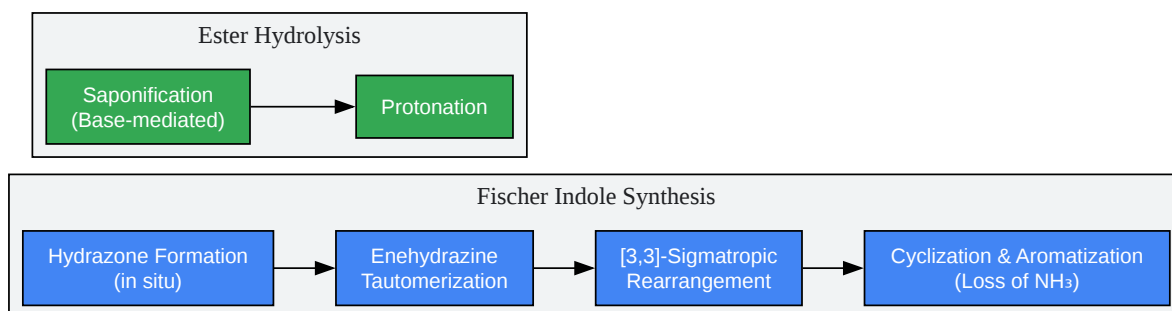 Ester Hydrolysis
Saponification
(Base-mediated)
Protonation
Fischer Indole Synthesis
Hydrazone Formation
(in situ)
Enehydrazine
Tautomerization
[3,3]-Sigmatropic
Rearrangement
Cyclization & Aromatization
(Loss of NH₃)